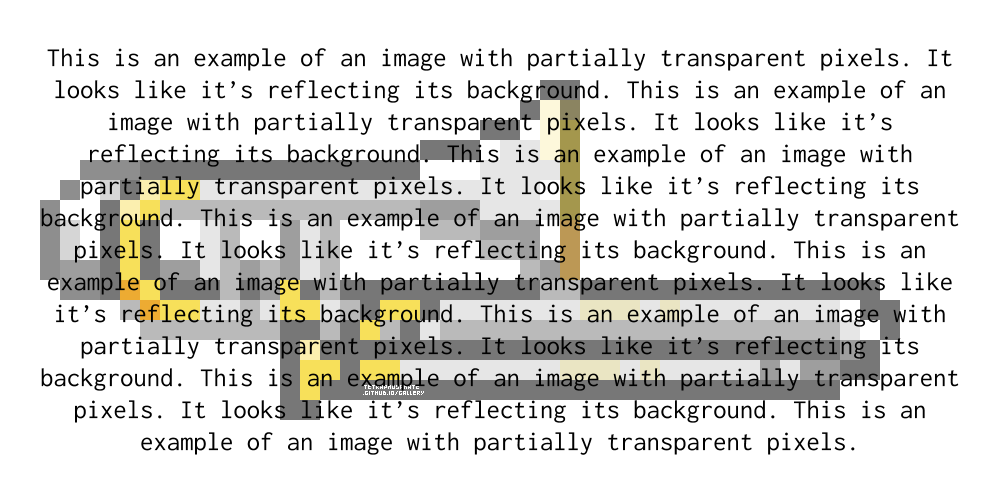 This is an example of an image with partially transparent pixels. It
looks like it’s reflecting its background. This is an example of an
image with partially transparent pixels. It looks like it’s
reflecting its background. This is an example of an image with
partially transparent pixels. It looks like it’s reflecting its
background. This is an example of an image with partially transparent
pixels. It looks like it’s reflecting its background. This is an
example of an image with partially transparent pixels. It looks like
it’s reflecting its background. This is an example of an image with
partially transparent pixels. It looks like it’s reflecting its
background. This is an example of an image with partially transparent
pixels. It looks like it’s reflecting its background. This is an
example of an image with partially transparent pixels.
.GITHUB.IO/GALLERY